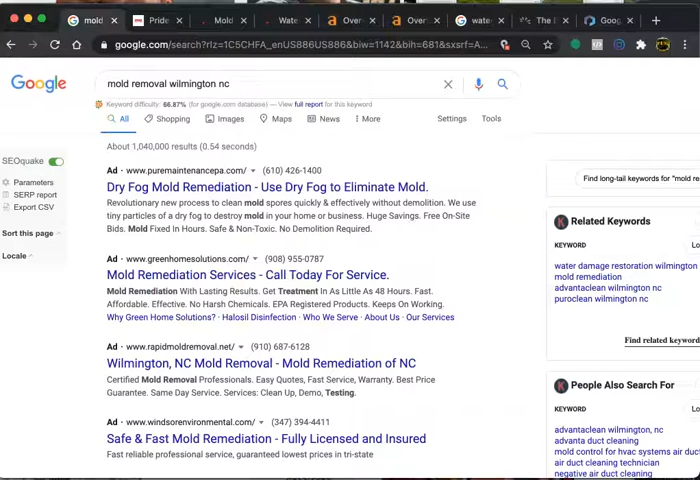 mold
Pride
Mold
Wate
Over
Over
water
The
Goog
google.com/search?rlz=1C5CHFA_enUS886US886&biw=1142&bih=681&sxsrf=A...
Google
mold removal wilmington nc
Keyword difficulty: 66.87% (for google.com database) — View full report for this keyword
All Shopping Images Maps News More Settings Tools
About 1,040,000 results (0.54 seconds)
SEOquake
Parameters
SERP report
Export CSV
Sort this page
Locale
Ad · www.puremaintenancepa.com/ (610) 426-1400
Dry Fog Mold Remediation - Use Dry Fog to Eliminate Mold.
Revolutionary new process to clean mold spores quickly & effectively without demolition. We use
tiny particles of a dry fog to destroy mold in your home or business. Huge Savings. Free On-Site
Bids. Mold Fixed In Hours. Safe & Non-Toxic. No Demolition Required.
Ad · www.greenhomesolutions.com/ (908) 955-0787
Mold Remediation Services - Call Today For Service.
Mold Remediation With Lasting Results. Get Treatment In As Little As 48 Hours. Fast.
Affordable. Effective. No Harsh Chemicals. EPA Registered Products. Keeps On Working.
Why Green Home Solutions? · Halosil Disinfection · Who We Serve · About Us · Our Services
Ad · www.rapidmoldremoval.net/ (910) 687-6128
Wilmington, NC Mold Removal - Mold Remediation of NC
Certified Mold Removal Professionals. Easy Quotes, Fast Service, Warranty. Best Price
Guarantee. Same Day Service. Services: Clean Up, Demo, Testing.
Ad · www.windsorenvironmental.com/ (347) 394-4411
Safe & Fast Mold Remediation - Fully Licensed and Insured
Fast reliable professional service, guaranteed lowest prices in tri-state
Find long-tail keywords for "mold re
K Related Keywords
KEYWORD Lo
water damage restoration wilmington
mold remediation
advantaclean wilmington nc
puroclean wilmington nc
Find related keyword
K People Also Search For
KEYWORD Lo
advantaclean wilmington, nc
advanta duct cleaning
mold control for hvac systems air duct
air duct cleaning technician
negative duct cleaning